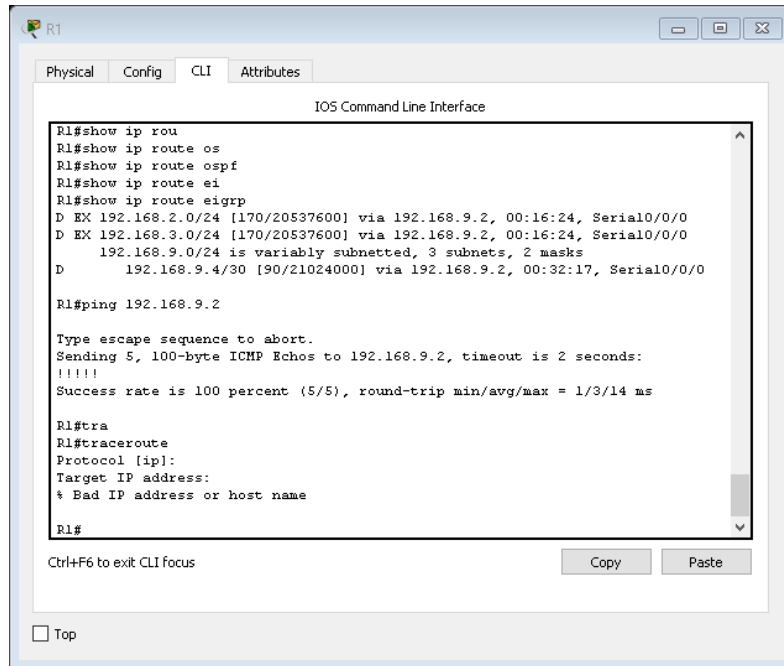 R1
Physical Config CLI Attributes
IOS Command Line Interface
R1#show ip rou
R1#show ip route os
R1#show ip route ospf
R1#show ip route ei
R1#show ip route eigrp
D EX 192.168.2.0/24 [170/20537600] via 192.168.9.2, 00:16:24, Serial0/0/0
D EX 192.168.3.0/24 [170/20537600] via 192.168.9.2, 00:16:24, Serial0/0/0
192.168.9.0/24 is variably subnetted, 3 subnets, 2 masks
D 192.168.9.4/30 [90/21024000] via 192.168.9.2, 00:32:17, Serial0/0/0
R1#ping 192.168.9.2
Type escape sequence to abort.
Sending 5, 100-byte ICMP Echos to 192.168.9.2, timeout is 2 seconds:
!!!!!
Success rate is 100 percent (5/5), round-trip min/avg/max = 1/3/14 ms
R1#tra
R1#traceroute
Protocol [ip]:
Target IP address:
% Bad IP address or host name
R1#
Ctrl+F6 to exit CLI focus
Copy Paste
Top